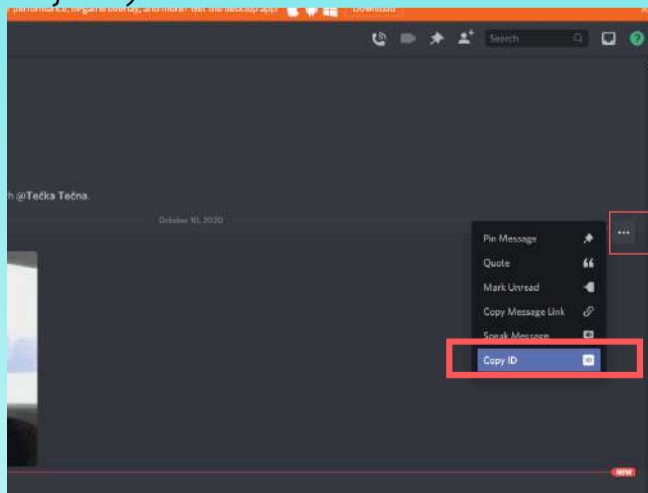 performance, in-game overlay, and more! Get the desktop app! Download
Search
h @Tečka Tečna.
October 10, 2020
Pin Message
Quote
Mark Unread
Copy Message Link
Speak Message
Copy ID
ID
NEW